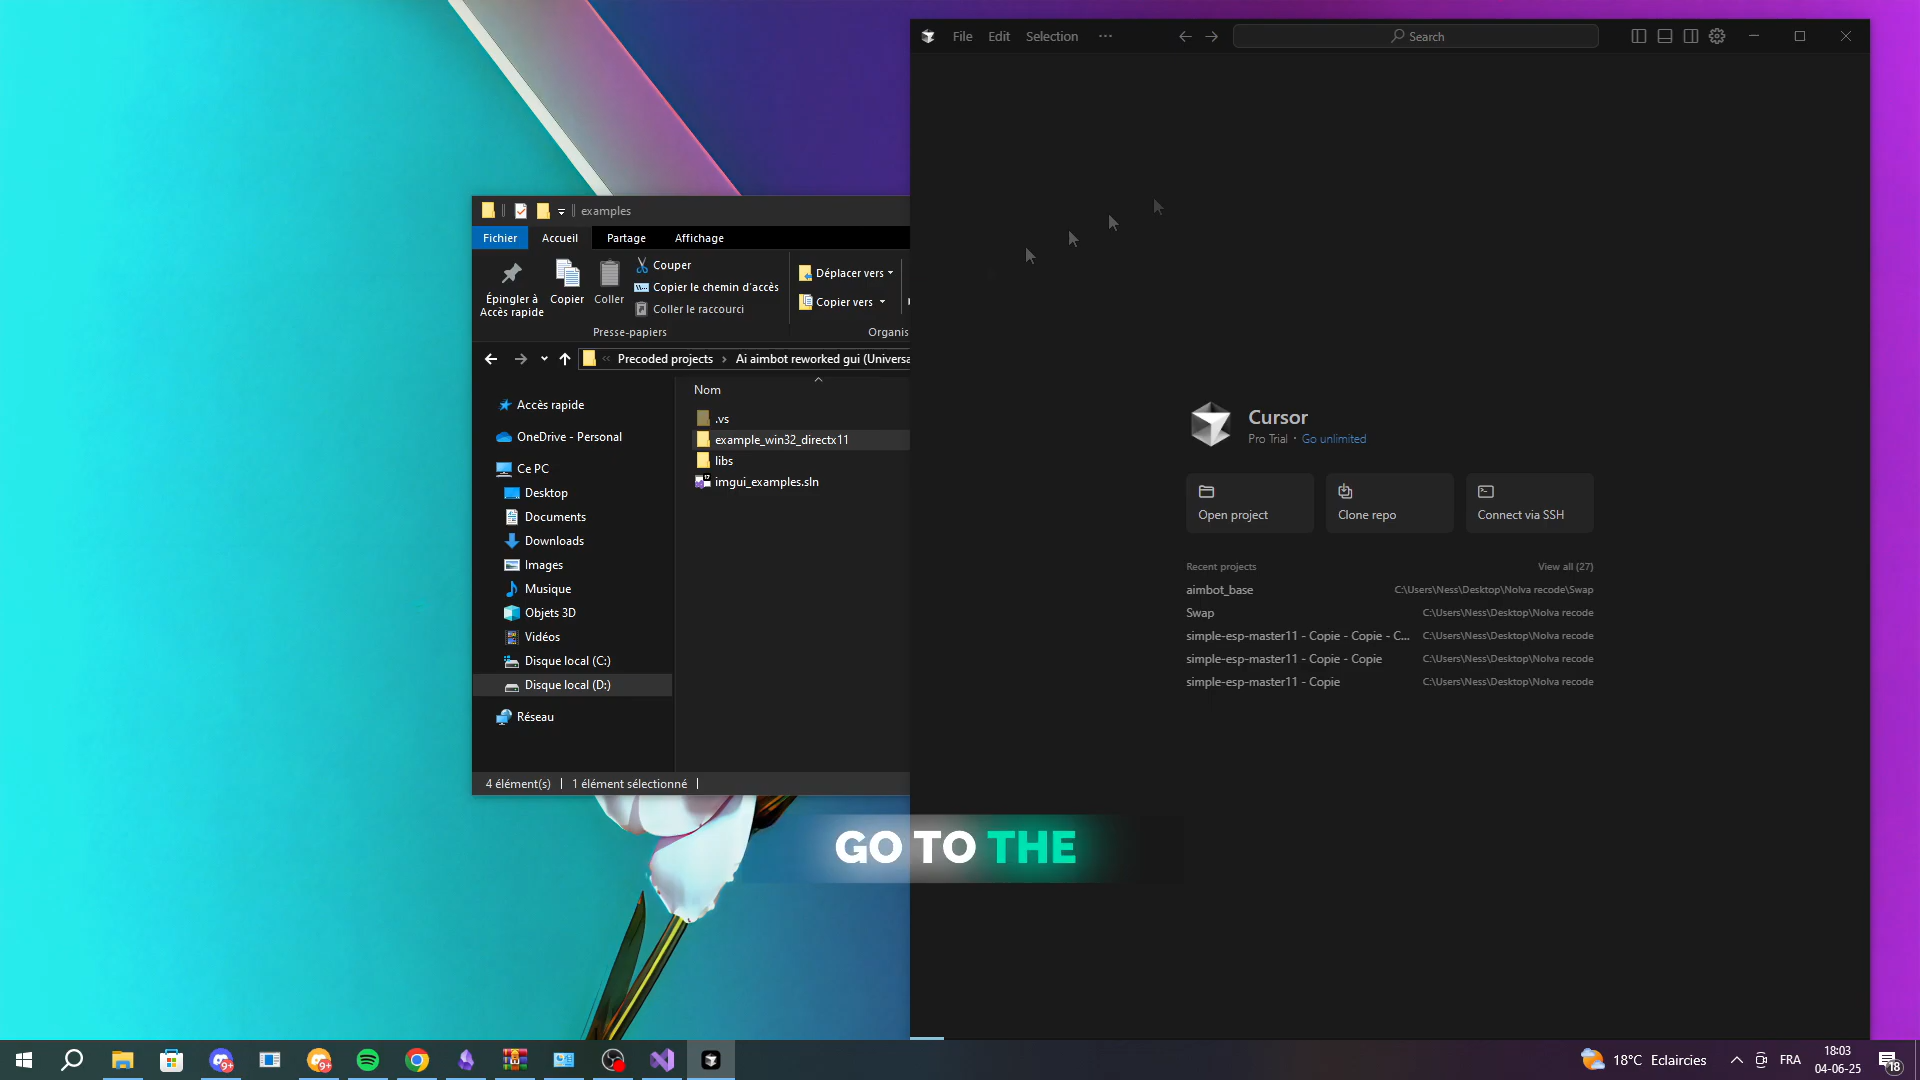 File Edit Selection ···
Search
examples
Fichier Accueil Partage Affichage
Épingler à Accès rapide
Copier
Coller
Couper
Copier le chemin d'accès
Coller le raccourci
Presse-papiers
Déplacer vers
Copier vers
Organis
Precoded projects › Ai aimbot reworked gui (Universa
Nom
.vs
example_win32_directx11
libs
imgui_examples.sln
Accès rapide
OneDrive - Personal
Ce PC
Desktop
Documents
Downloads
Images
Musique
Objets 3D
Vidéos
Disque local (C:)
Disque local (D:)
Réseau
4 élément(s) 1 élément sélectionné
Cursor
Pro Trial · Go unlimited
Open project
Clone repo
Connect via SSH
Recent projects View all (27)
aimbot_base C:\Users\Ness\Desktop\Nolva recode\Swap
Swap C:\Users\Ness\Desktop\Nolva recode
simple-esp-master11 - Copie - Copie - C... C:\Users\Ness\Desktop\Nolva recode
simple-esp-master11 - Copie - Copie C:\Users\Ness\Desktop\Nolva recode
simple-esp-master11 - Copie C:\Users\Ness\Desktop\Nolva recode
GO TO THE
9+
9+
18°C Eclaircies
FRA
18:03
04-06-25
18